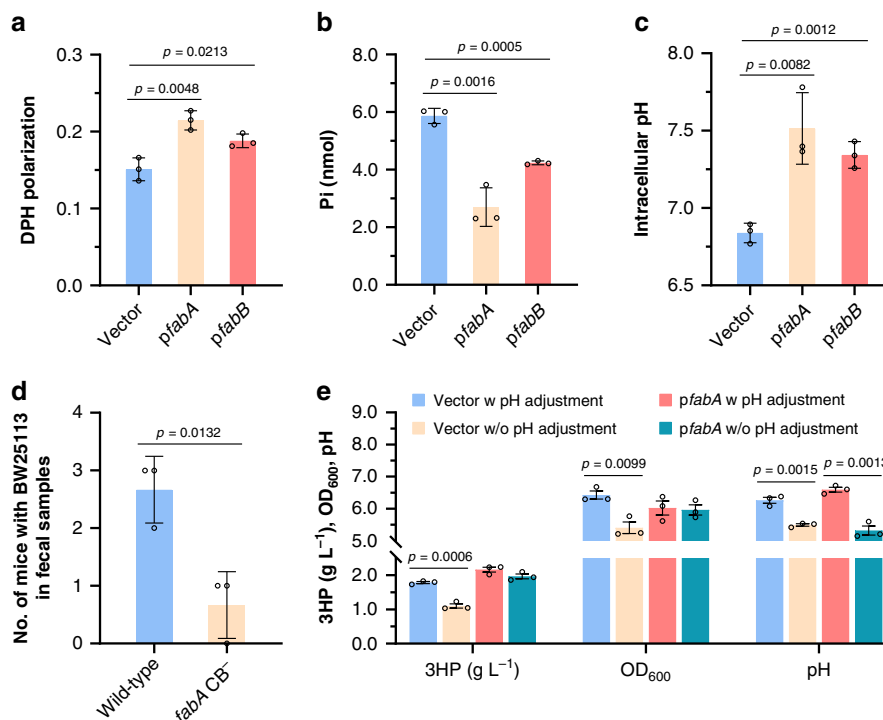 a
DPH polarization
0.3
0.2
0.1
0.0
p = 0.0213
p = 0.0048
Vector
pfabA
pfabB
b
Pi (nmol)
8.0
6.0
4.0
2.0
0.0
p = 0.0005
p = 0.0016
Vector
pfabA
pfabB
c
Intracellular pH
8.0
7.5
7.0
6.5
p = 0.0012
p = 0.0082
Vector
pfabA
pfabB
d
No. of mice with BW25113
in fecal samples
4
3
2
1
0
p = 0.0132
Wild-type
fabA CB⁻
e
Vector w pH adjustment
Vector w/o pH adjustment
pfabA w pH adjustment
pfabA w/o pH adjustment
3HP (g L⁻¹), OD₆₀₀, pH
9.0
8.0
7.0
6.0
5.0
2.0
1.0
0.0
p = 0.0006
p = 0.0099
p = 0.0015
p = 0.0013
3HP (g L⁻¹)
OD₆₀₀
pH